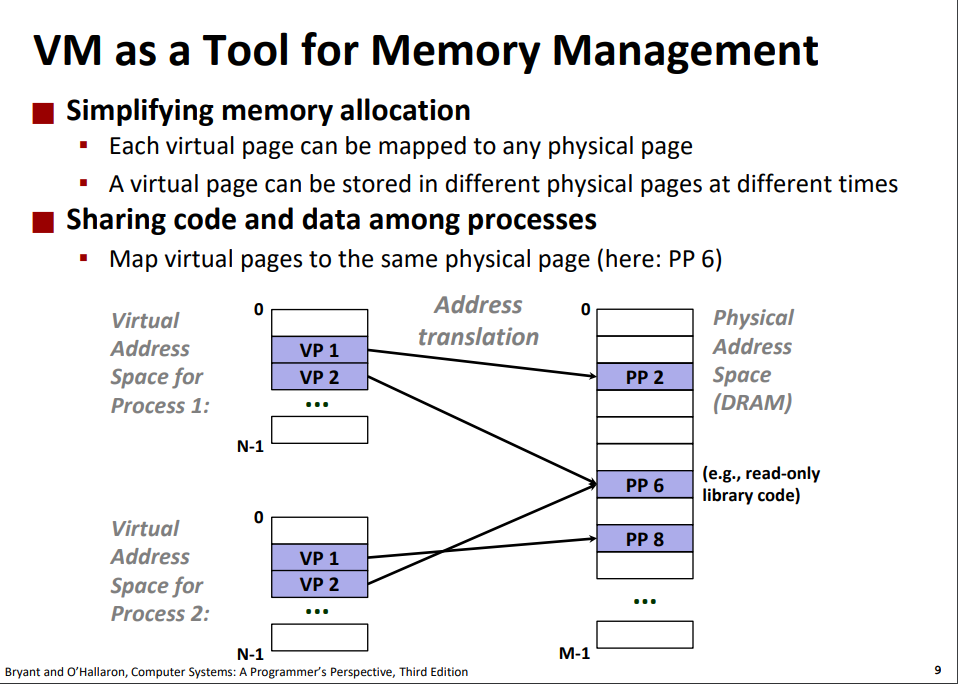 VM as a Tool for Memory Management
Simplifying memory allocation
Each virtual page can be mapped to any physical page
A virtual page can be stored in different physical pages at different times
Sharing code and data among processes
Map virtual pages to the same physical page (here: PP 6)
Virtual
Address
Space for
Process 1:
0
VP 1
VP 2
...
N-1
Address
translation
0
PP 2
PP 6
PP 8
...
M-1
Physical
Address
Space
(DRAM)
(e.g., read-only
library code)
Virtual
Address
Space for
Process 2:
0
VP 1
VP 2
...
N-1
Bryant and O’Hallaron, Computer Systems: A Programmer’s Perspective, Third Edition
9